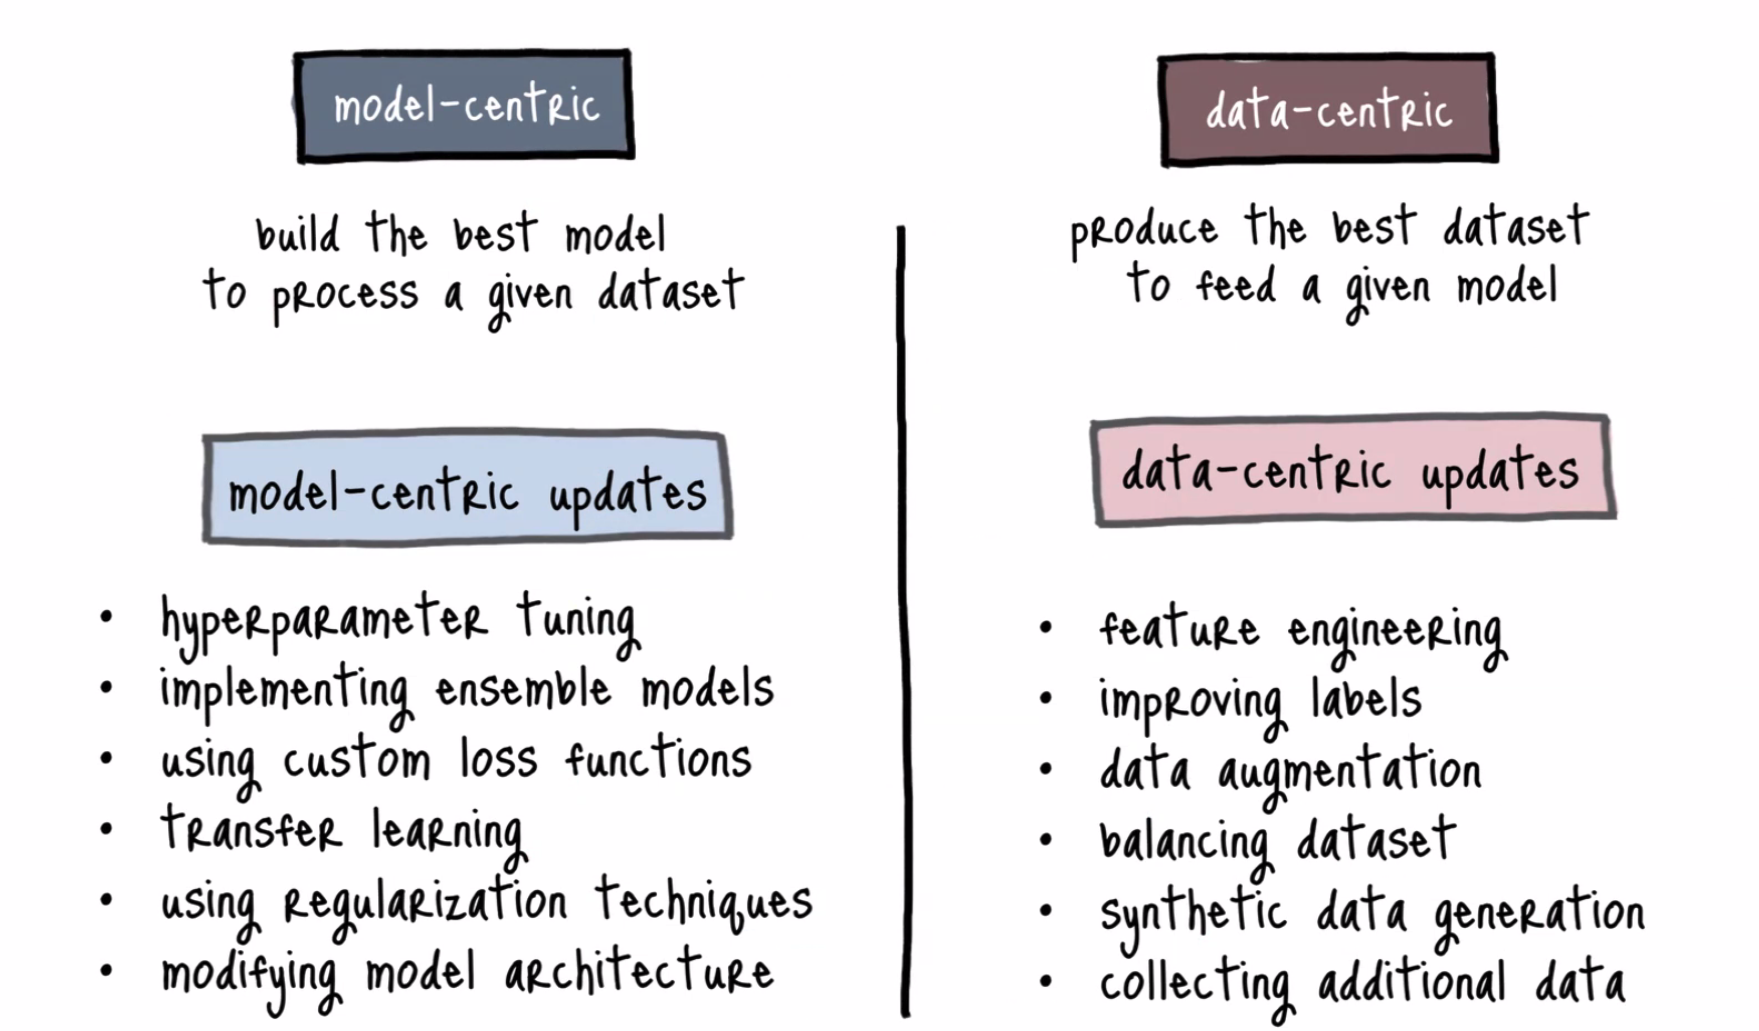 model-centric
build the best model
to process a given dataset
model-centric updates
• hyperparameter tuning
• implementing ensemble models
• using custom loss functions
• transfer learning
• using regularization techniques
• modifying model architecture
data-centric
produce the best dataset
to feed a given model
data-centric updates
• feature engineering
• improving labels
• data augmentation
• balancing dataset
• synthetic data generation
• collecting additional data